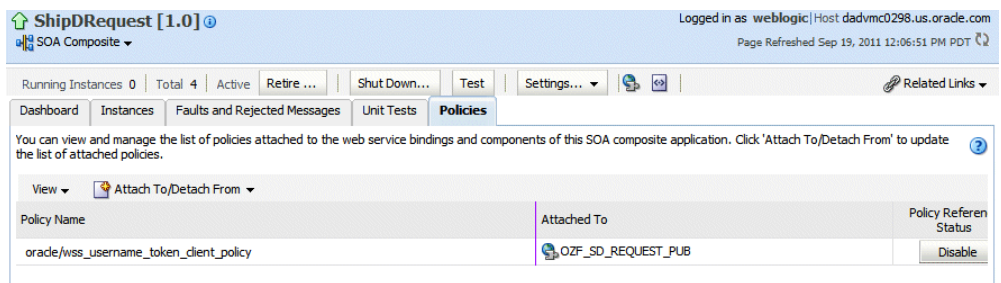 ShipDRequest [1.0]
Logged in as weblogic|Host dadvmc0298.us.oracle.com
SOA Composite
Page Refreshed Sep 19, 2011 12:06:51 PM PDT
Running Instances 0 Total 4 Active Retire ... Shut Down... Test Settings... Related Links
Dashboard Instances Faults and Rejected Messages Unit Tests Policies
You can view and manage the list of policies attached to the web service bindings and components of this SOA composite application. Click 'Attach To/Detach From' to update
the list of attached policies.
View Attach To/Detach From
Policy Name Attached To Policy Referen
Status
oracle/wss_username_token_client_policy OZF_SD_REQUEST_PUB Disable